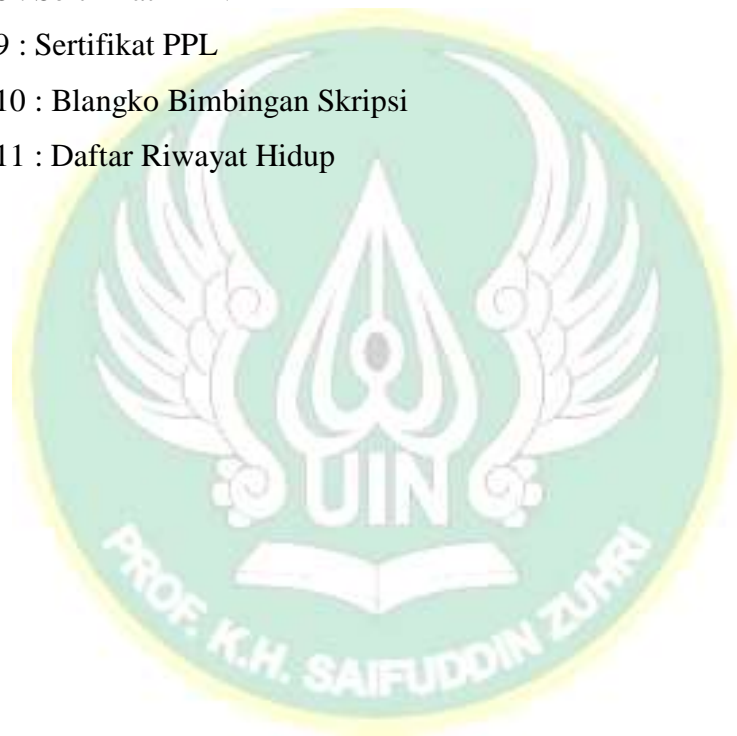 9 : Sertifikat PPL
10 : Blangko Bimbingan Skripsi
11 : Daftar Riwayat Hidup
UIN
PROF. K.H. SAIFUDDIN ZUHRI